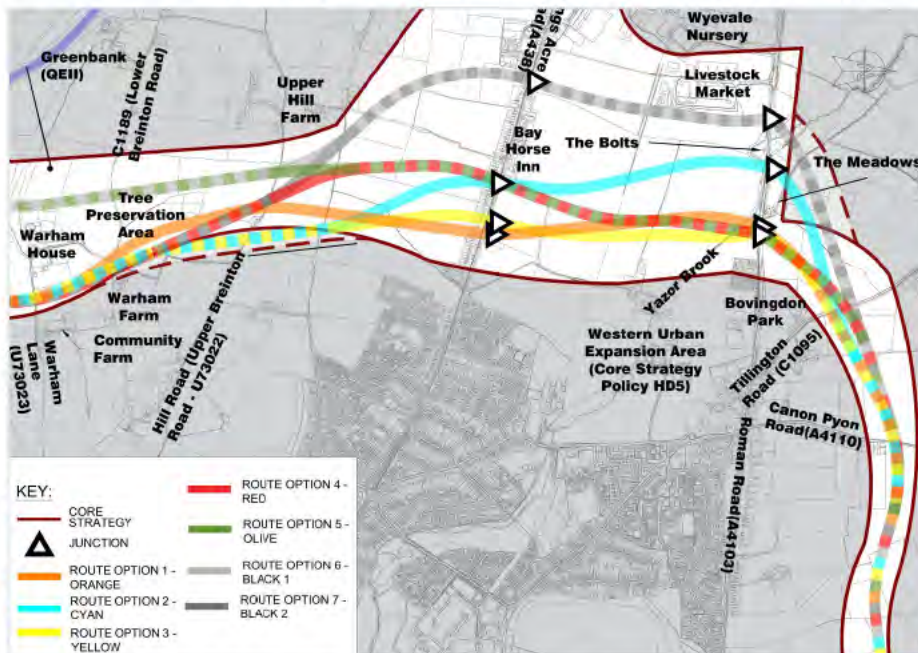 Greenbank
(QEII)
C1189 (Lower
Breinton Road)
Upper
Hill
Farm
ngs Acre
oad(A438)
Wyevale
Nursery
Livestock
Market
Bay
Horse
Inn
The Bolts
The Meadows
Tree
Preservation
Area
Warham
House
Warham
Farm
Community
Farm
Warham
Lane
(U73023)
Hill Road (Upper Breinton
Road - U73022)
Yazor Brook
Bovingdon
Park
Western Urban
Expansion Area
(Core Strategy
Policy HD5)
Tillington
Road (C1095)
Canon Pyon
Road(A4110)
Roman Road(A4103)
KEY:
CORE
STRATEGY
JUNCTION
ROUTE OPTION 1 -
ORANGE
ROUTE OPTION 2 -
CYAN
ROUTE OPTION 3 -
YELLOW
ROUTE OPTION 4 -
RED
ROUTE OPTION 5 -
OLIVE
ROUTE OPTION 6 -
BLACK 1
ROUTE OPTION 7 -
BLACK 2